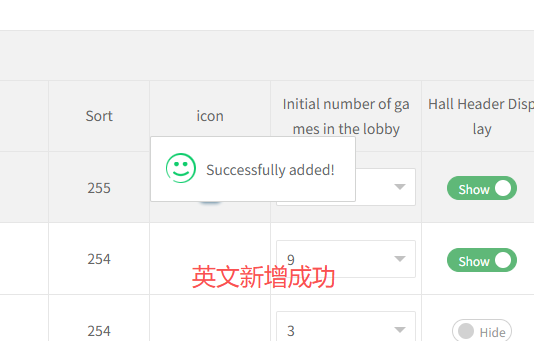 Sort
icon
Initial number of ga
mes in the lobby
Hall Header Disp
lay
Successfully added!
255
Show
254
9
Show
英文新增成功
254
3
Hide